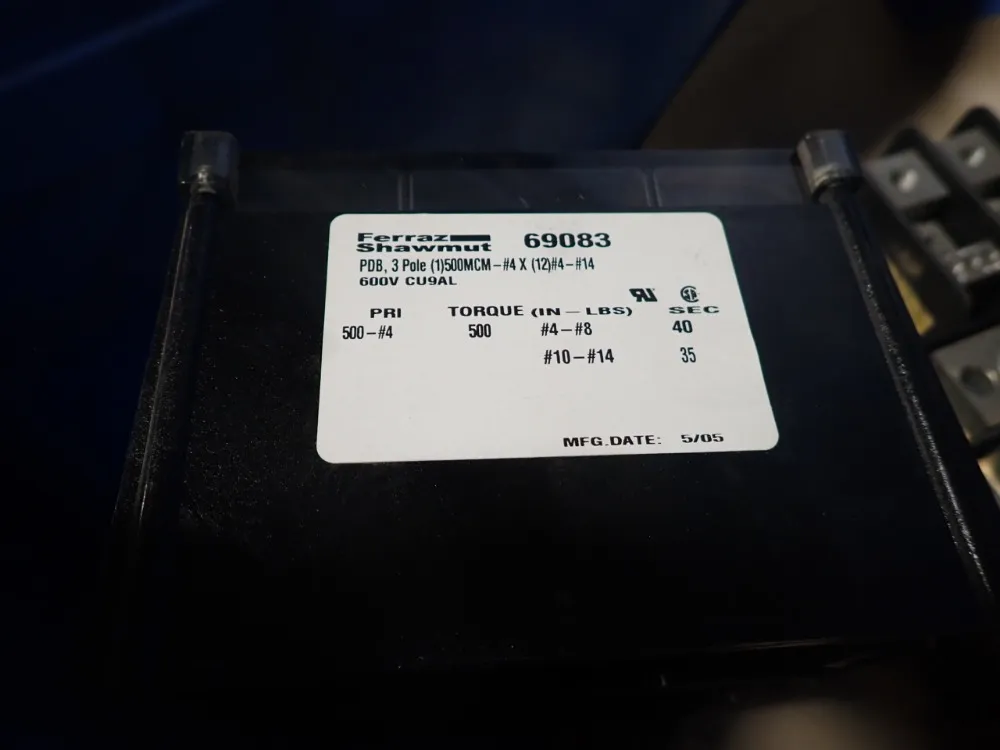 Ferraz
Shawmut 69083
PDB, 3 Pole (1)500MCM-#4 X (12)#4-#14
600V CU9AL
PRI TORQUE (IN-LBS) SEC
500-#4 500 #4-#8 40
#10-#14 35
MFG.DATE: 5/05